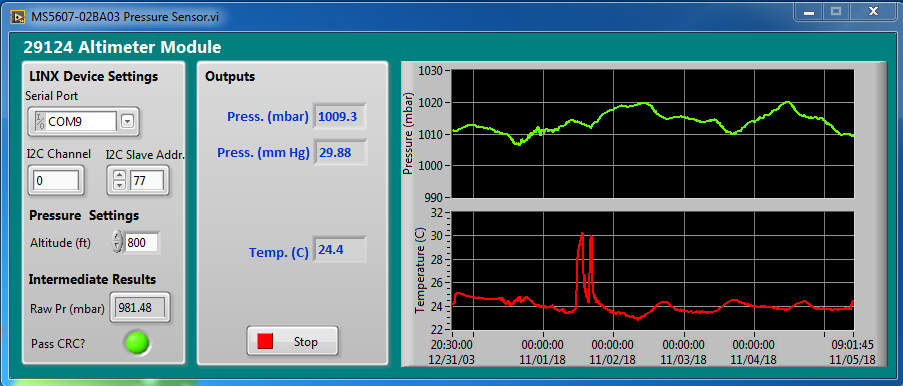 MS5607-02BA03 Pressure Sensor.vi
29124 Altimeter Module
LINX Device Settings
Serial Port
I/O COM9
I2C Channel
I2C Slave Addr.
0
77
Pressure Settings
Altitude (ft)
800
Intermediate Results
Raw Pr (mbar)
981.48
Pass CRC?
Outputs
Press. (mbar)
1009.3
Press. (mm Hg)
29.88
Temp. (C)
24.4
Stop
Pressure (mbar)
1030
1020
1010
1000
990
Temperature (C)
32
30
28
26
24
22
20:30:00 00:00:00 00:00:00 00:00:00 00:00:00 09:01:45
12/31/03 11/01/18 11/02/18 11/03/18 11/04/18 11/05/18